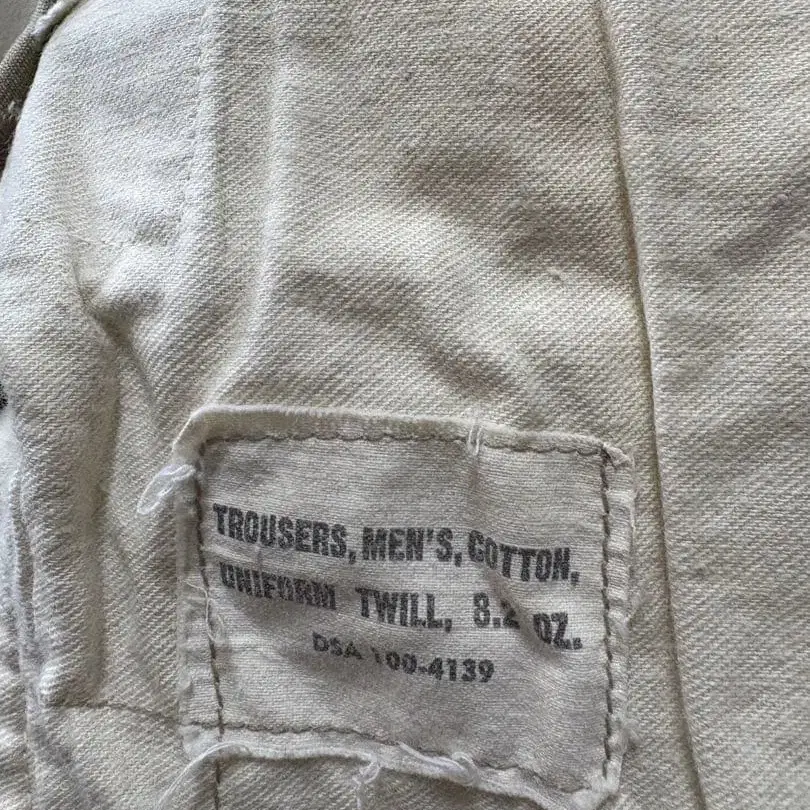 TROUSERS, MEN'S, COTTON,
UNIFORM TWILL, 8.2 OZ.
DSA 100-4139